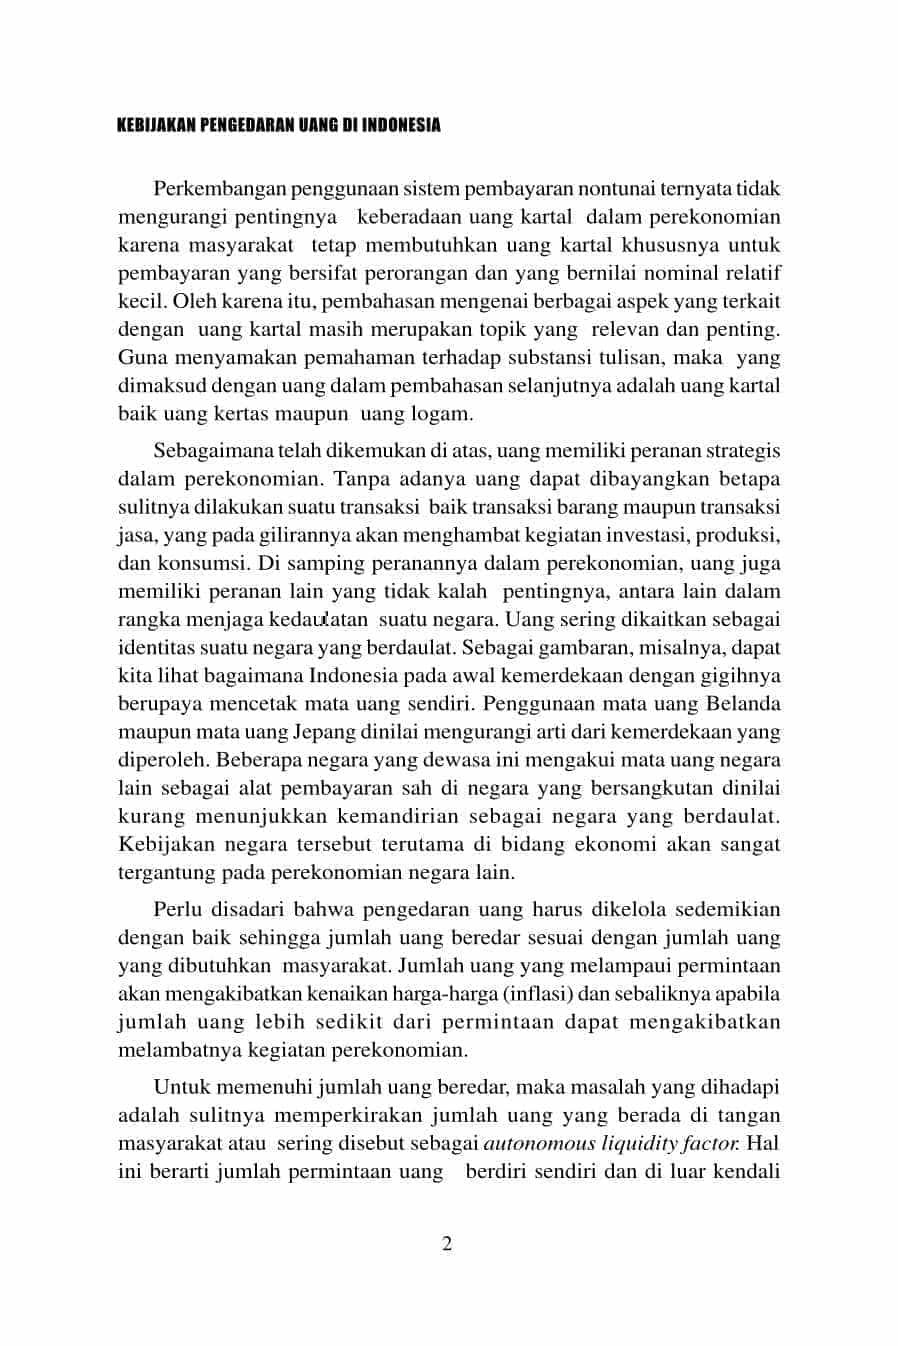 KEBIJAKAN PENGEDARAN UANG DI INDONESIA
Perkembangan penggunaan sistem pembayaran nontunai ternyata tidak
mengurangi pentingnya keberadaan uang kartal dalam perekonomian
karena masyarakat tetap membutuhkan uang kartal khususnya untuk
pembayaran yang bersifat perorangan dan yang bernilai nominal relatif
kecil. Oleh karena itu, pembahasan mengenai berbagai aspek yang terkait
dengan uang kartal masih merupakan topik yang relevan dan penting.
Guna menyamakan pemahaman terhadap substansi tulisan, maka yang
dimaksud dengan uang dalam pembahasan selanjutnya adalah uang kartal
baik uang kertas maupun uang logam.
Sebagaimana telah dikemukan di atas, uang memiliki peranan strategis
dalam perekonomian. Tanpa adanya uang dapat dibayangkan betapa
sulitnya dilakukan suatu transaksi baik transaksi barang maupun transaksi
jasa, yang pada gilirannya akan menghambat kegiatan investasi, produksi,
dan konsumsi. Di samping peranannya dalam perekonomian, uang juga
memiliki peranan lain yang tidak kalah pentingnya, antara lain dalam
rangka menjaga kedaulatan suatu negara. Uang sering dikaitkan sebagai
identitas suatu negara yang berdaulat. Sebagai gambaran, misalnya, dapat
kita lihat bagaimana Indonesia pada awal kemerdekaan dengan gigihnya
berupaya mencetak mata uang sendiri. Penggunaan mata uang Belanda
maupun mata uang Jepang dinilai mengurangi arti dari kemerdekaan yang
diperoleh. Beberapa negara yang dewasa ini mengakui mata uang negara
lain sebagai alat pembayaran sah di negara yang bersangkutan dinilai
kurang menunjukkan kemandirian sebagai negara yang berdaulat.
Kebijakan negara tersebut terutama di bidang ekonomi akan sangat
tergantung pada perekonomian negara lain.
Perlu disadari bahwa pengedaran uang harus dikelola sedemikian
dengan baik sehingga jumlah uang beredar sesuai dengan jumlah uang
yang dibutuhkan masyarakat. Jumlah uang yang melampaui permintaan
akan mengakibatkan kenaikan harga-harga (inflasi) dan sebaliknya apabila
jumlah uang lebih sedikit dari permintaan dapat mengakibatkan
melambatnya kegiatan perekonomian.
Untuk memenuhi jumlah uang beredar, maka masalah yang dihadapi
adalah sulitnya memperkirakan jumlah uang yang berada di tangan
masyarakat atau sering disebut sebagai autonomous liquidity factor. Hal
ini berarti jumlah permintaan uang berdiri sendiri dan di luar kendali
2